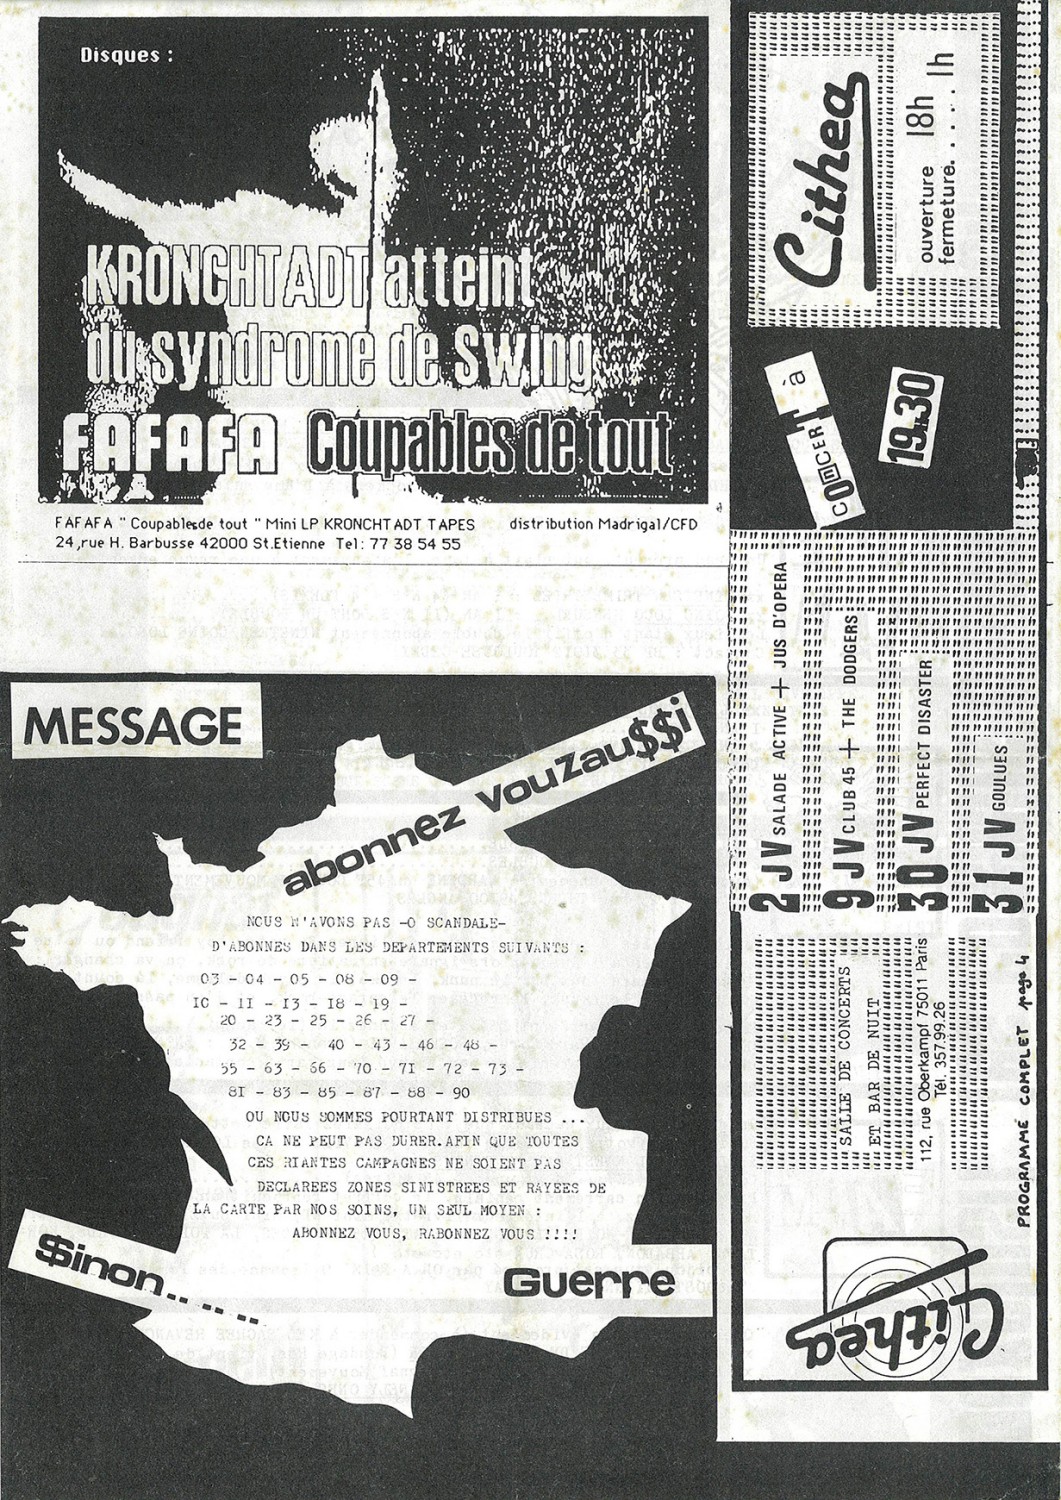 Disques :
KRONCHTADT atteint
du syndrome de Swing
FAFAFA Coupables de tout
FAFAFA " Coupables de tout " Mini LP KRONCHTADT TAPES distribution Madrigal/CFD
24,rue H. Barbusse 42000 St.Etienne Tel: 77 38 54 55
MESSAGE
abonnez vouzau$$i
NOUS N'AVONS PAS -O SCANDALE-
D'ABONNES DANS LES DEPARTEMENTS SUIVANTS :
03 - 04 - 05 - 08 - 09 -
10 - 11 - 13 - 18 - 19 -
20 - 23 - 25 - 26 - 27 -
32 - 39 - 40 - 43 - 46 - 48 -
55 - 63 - 66 - 70 - 71 - 72 - 73 -
81 - 83 - 85 - 87 - 88 - 90
OU NOUS SOMMES POURTANT DISTRIBUES ...
CA NE PEUT PAS DURER.AFIN QUE TOUTES
CES RIANTES CAMPAGNES NE SOIENT PAS
DECLAREES ZONES SINISTREES ET RAYEES DE
LA CARTE PAR NOS SOINS, UN SEUL MOYEN :
ABONNEZ VOUS, RABONNEZ VOUS !!!!
$inon.....
Guerre
Cithea
ouverture 18h
fermeture..... 1h
CONCERT à
19h30
2 JV SALADE ACTIVE + JUS D'OPERA
9 JV CLUB 45 + THE DODGERS
30 JV PERFECT DISASTER
31 JV GOULUES
SALLE DE CONCERTS
ET BAR DE NUIT
112, rue Oberkampf 75011 Paris
Tél. 357.99.26
PROGRAMME COMPLET page 4
Cithea